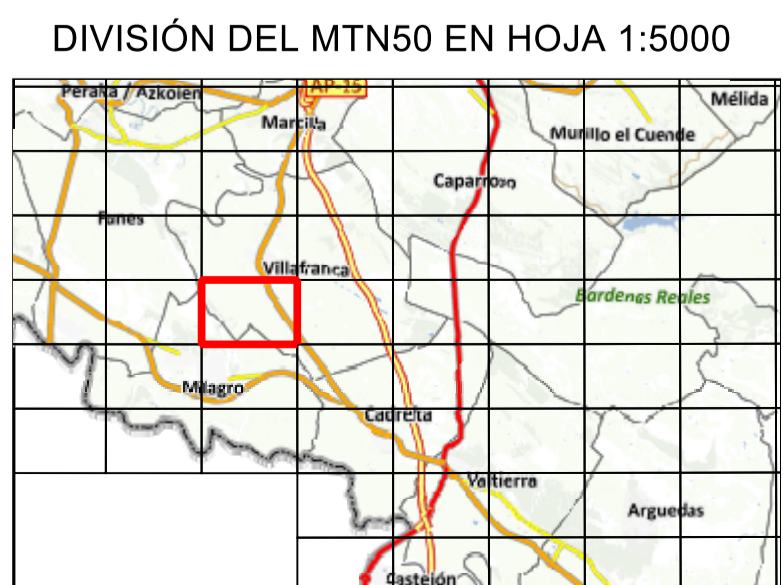 DIVISIÓN DEL MTN50 EN HOJA 1:5000
AP-15
Peralta / Azkoien
Mélida
Marcilla
Murillo el Cuende
Caparroso
Funes
Villafranca
Bardenas Reales
Milagro
Cadreita
Valtierra
Arguedas
Castejón